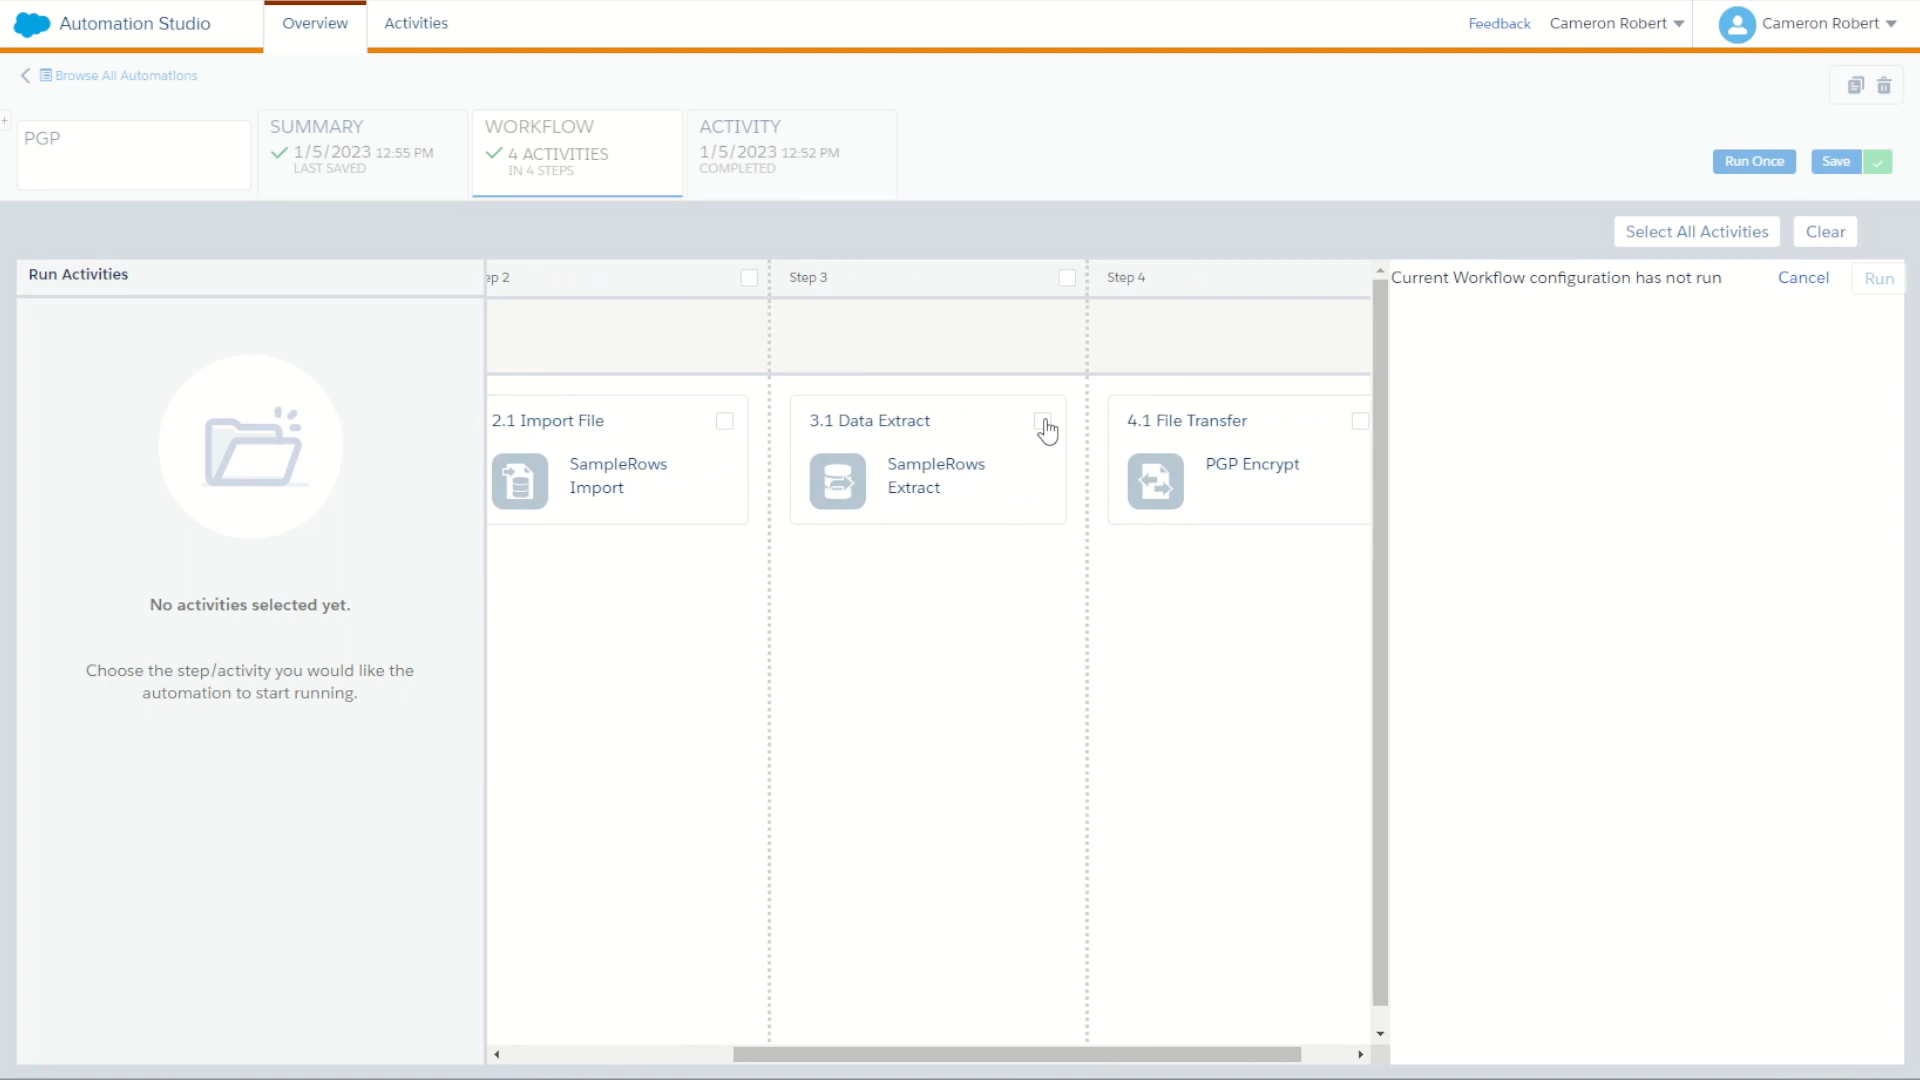 Automation Studio
Overview
Activities
Feedback
Cameron Robert
Cameron Robert
Browse All Automations
PGP
SUMMARY
1/5/2023 12:55 PM
LAST SAVED
WORKFLOW
4 ACTIVITIES
IN 4 STEPS
ACTIVITY
1/5/2023 12:52 PM
COMPLETED
Run Once
Save
Select All Activities
Clear
Run Activities
ep 2
Step 3
Step 4
Current Workflow configuration has not run
Cancel
Run
2.1 Import File
SampleRows
Import
3.1 Data Extract
SampleRows
Extract
4.1 File Transfer
PGP Encrypt
No activities selected yet.
Choose the step/activity you would like the
automation to start running.